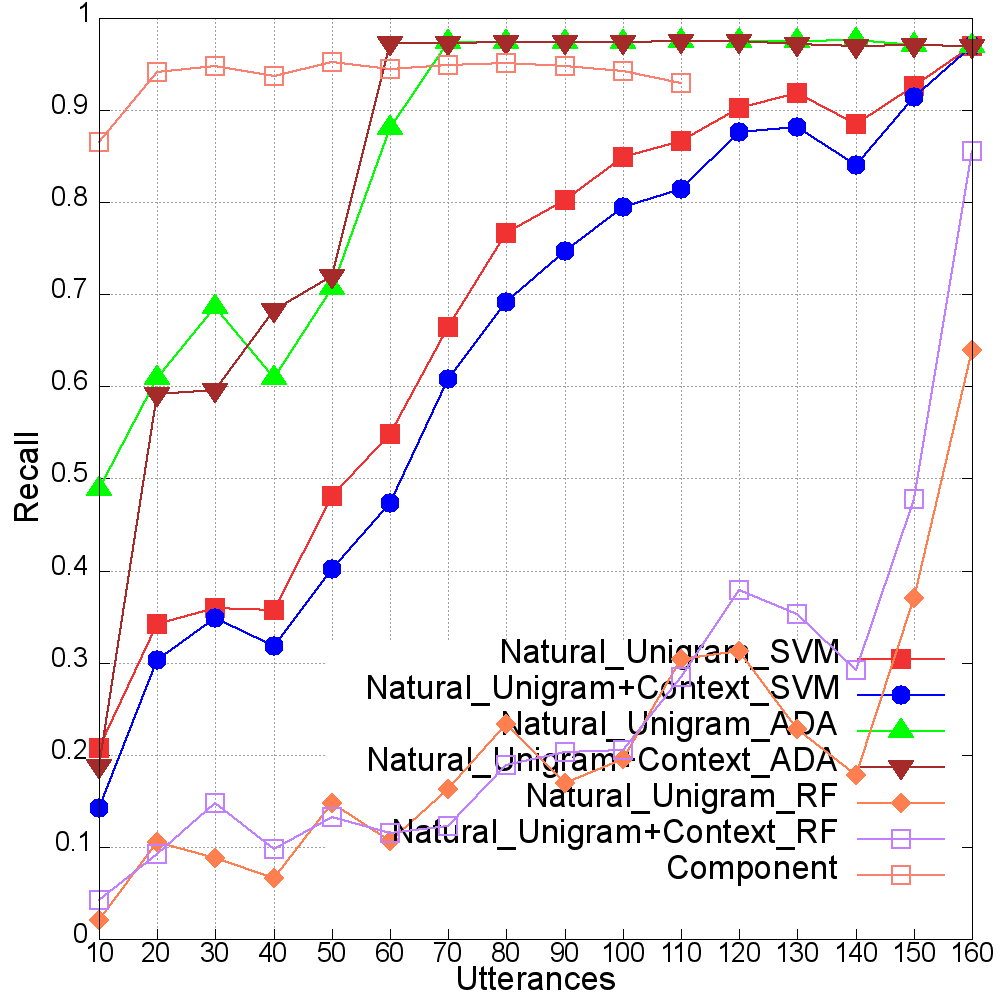 1
0.9
0.8
0.7
0.6
0.5
0.4
0.3
0.2
0.1
0
Recall
Natural_Unigram_SVM
Natural_Unigram+Context_SVM
Natural_Unigram_ADA
Natural_Unigram+Context_ADA
Natural_Unigram_RF
Natural_Unigram+Context_RF
Component
10 20 30 40 50 60 70 80 90 100 110 120 130 140 150 160
Utterances